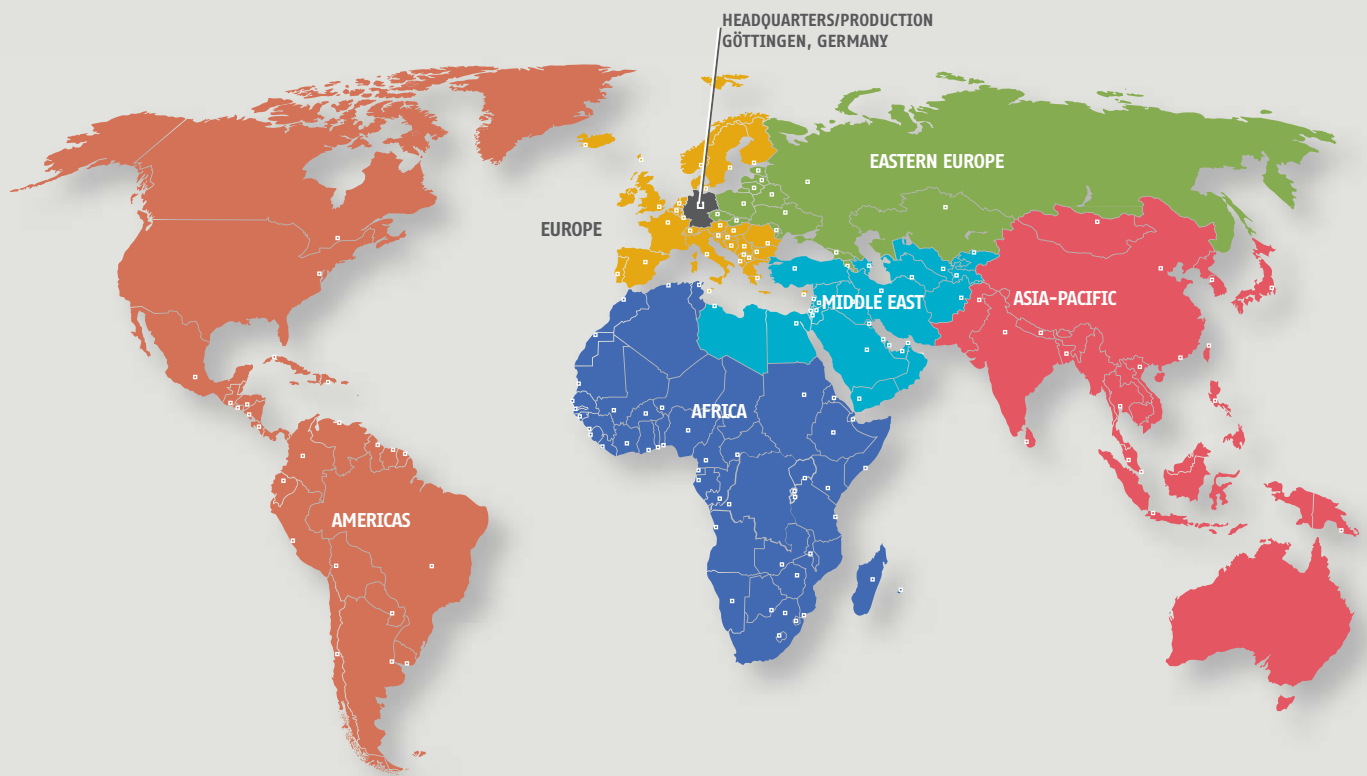 HEADQUARTERS/PRODUCTION
GÖTTINGEN, GERMANY
EASTERN EUROPE
EUROPE
MIDDLE EAST
ASIA-PACIFIC
AFRICA
AMERICAS